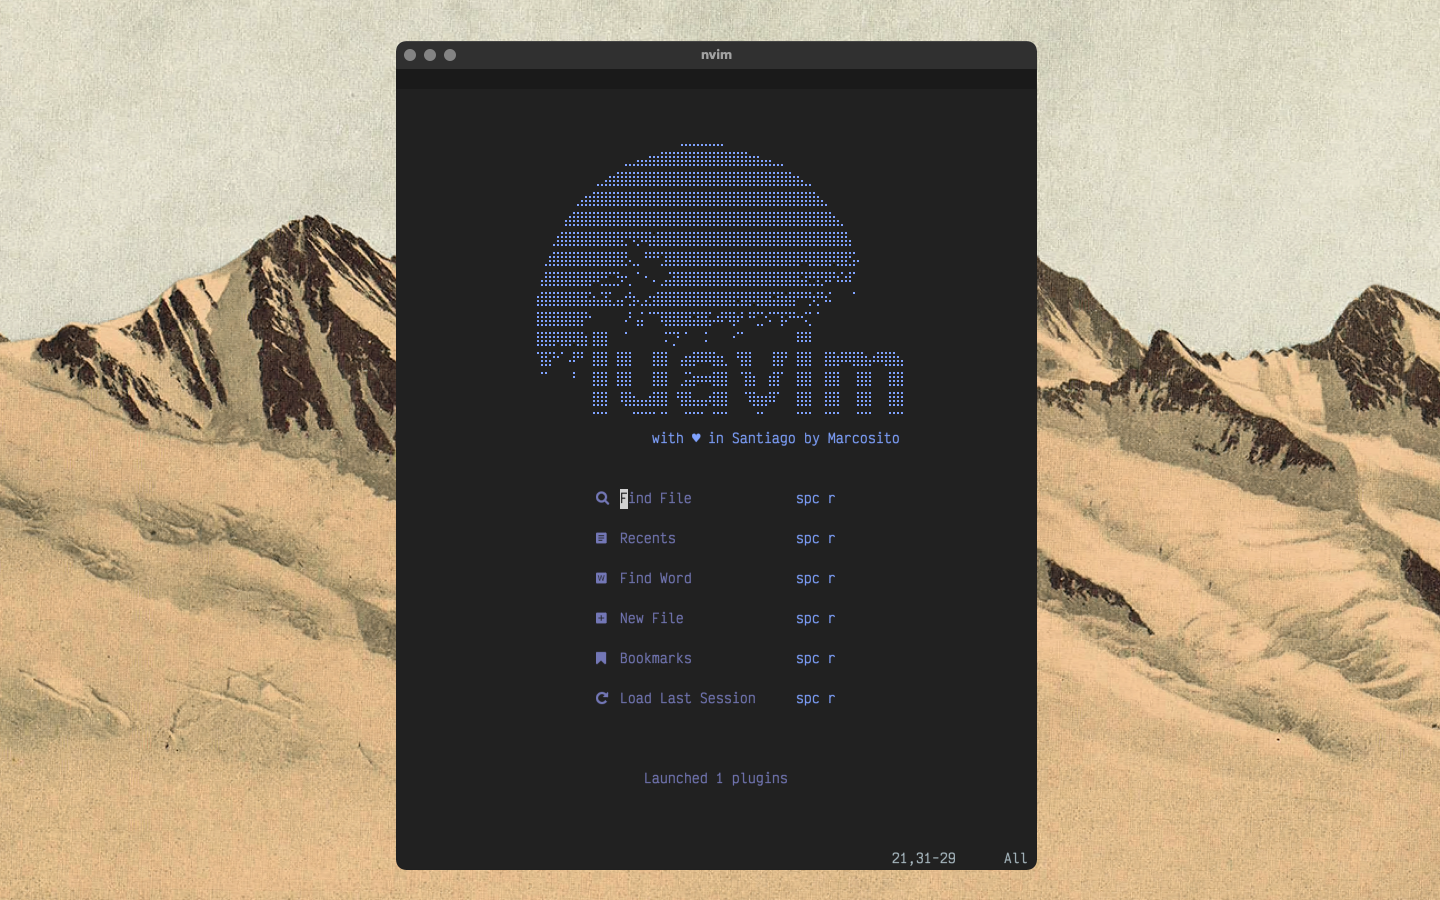 nvim
luavim
with ♥ in Santiago by Marcosito
Find File spc r
Recents spc r
Find Word spc r
New File spc r
Bookmarks spc r
Load Last Session spc r
Launched 1 plugins
21,31-29 All